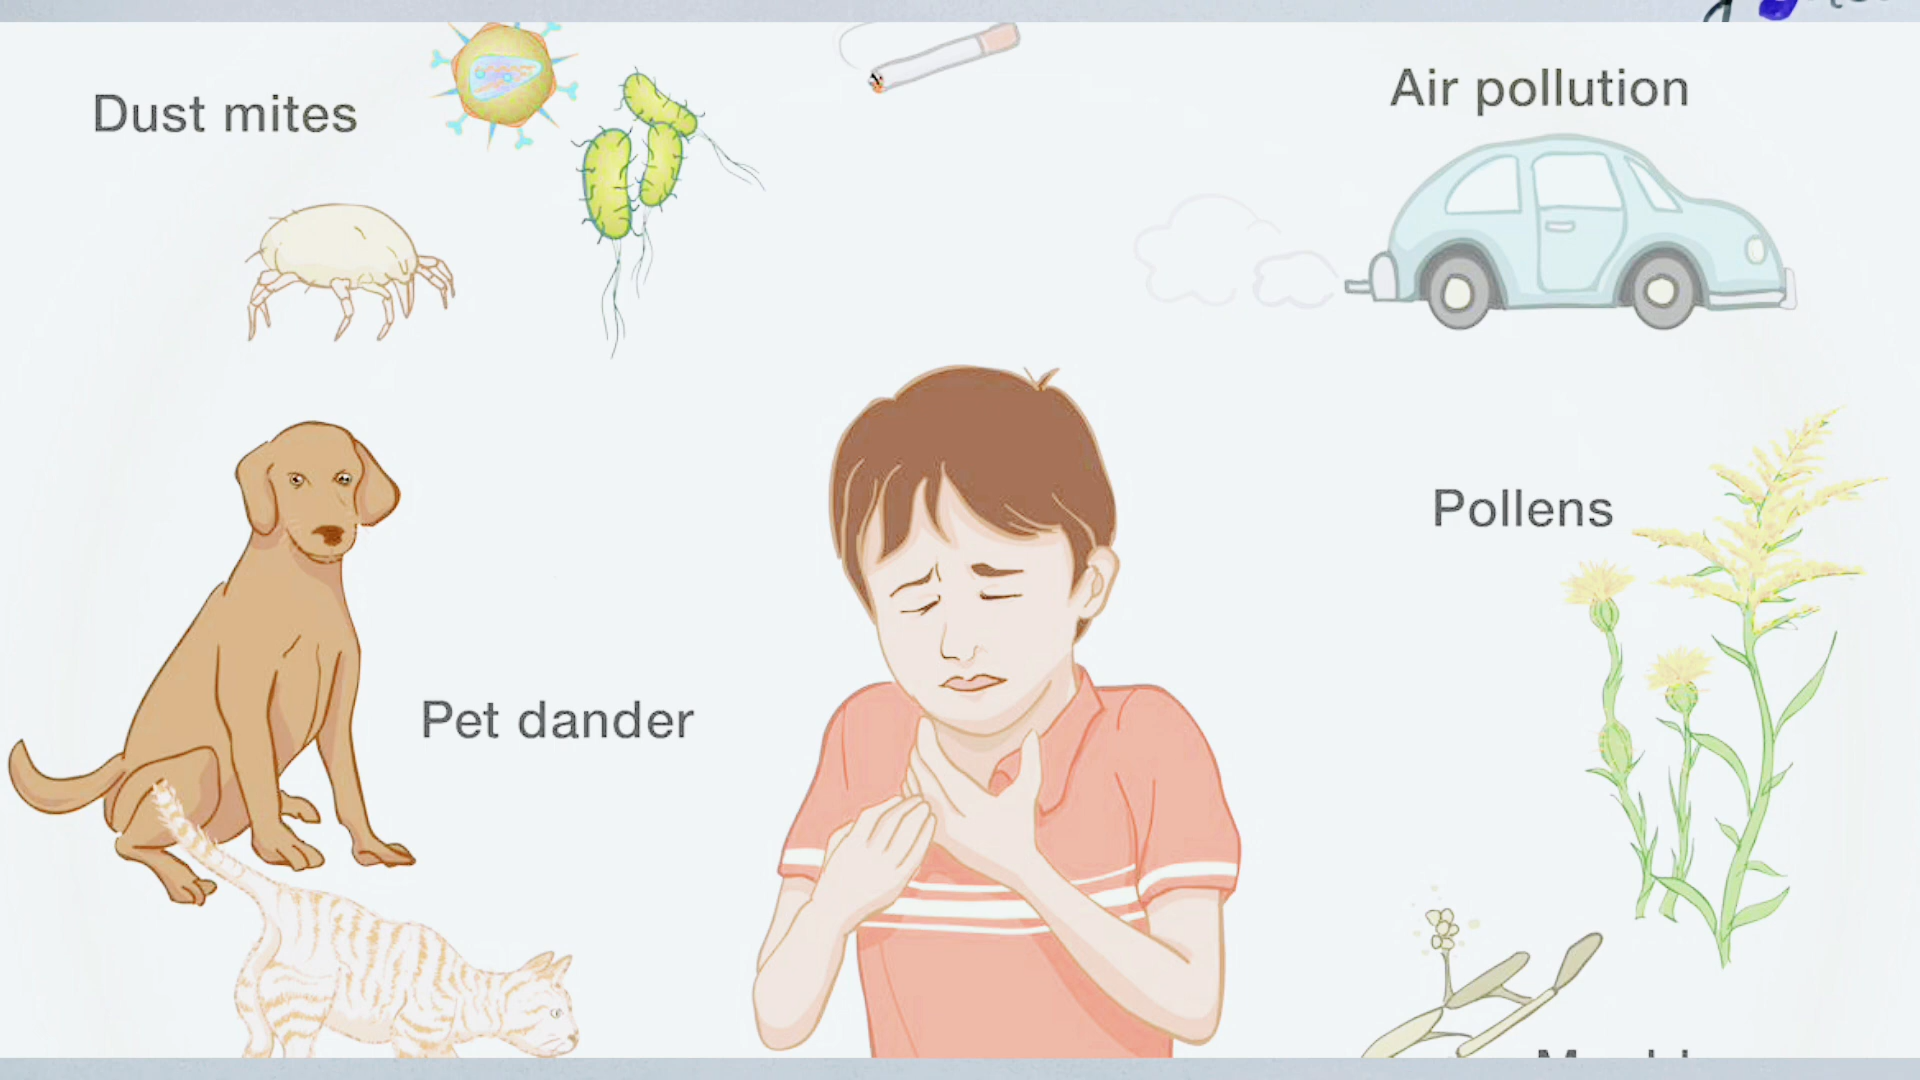 Dust mites
Air pollution
Pollens
Pet dander